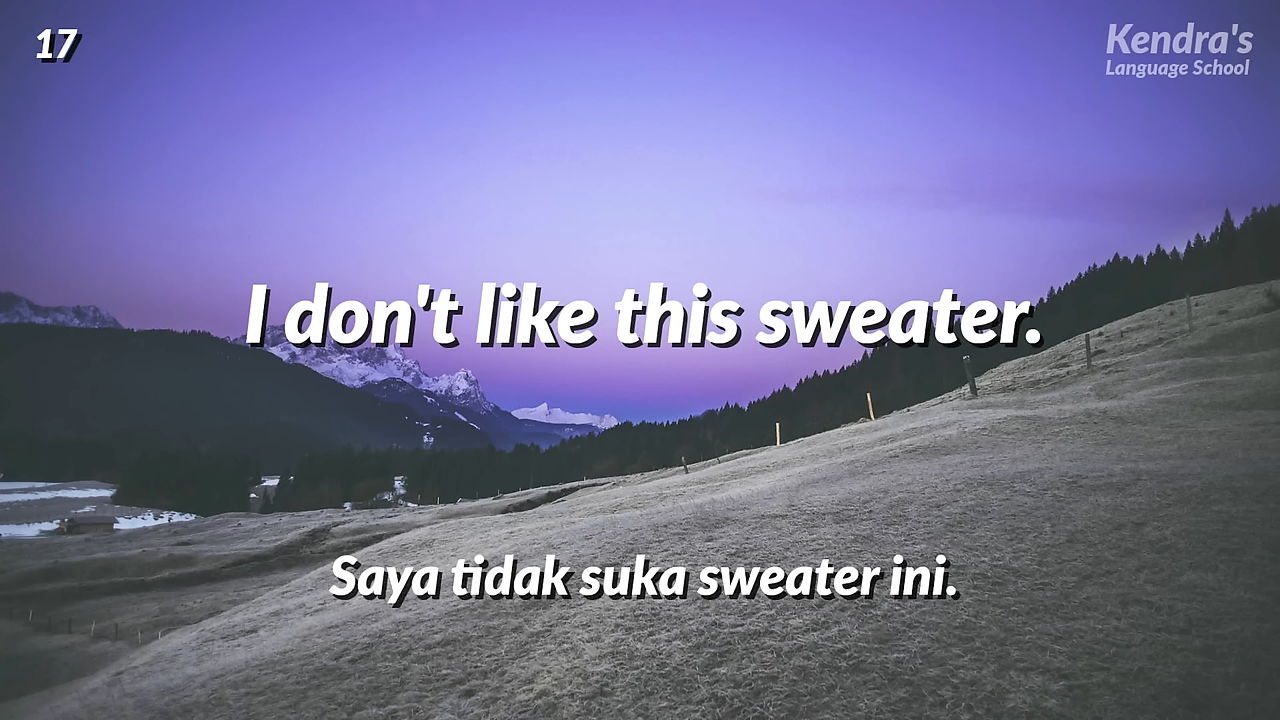 17
Kendra's
Language School
I don't like this sweater.
Saya tidak suka sweater ini.